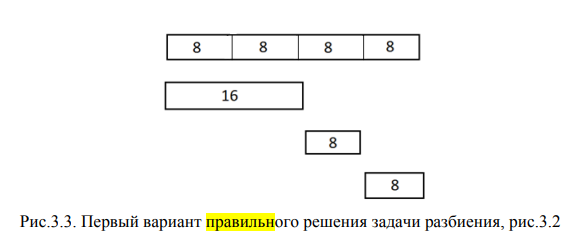 8 8 8 8
16
8
8
Рис.3.3. Первый вариант правильного решения задачи разбиения, рис.3.2